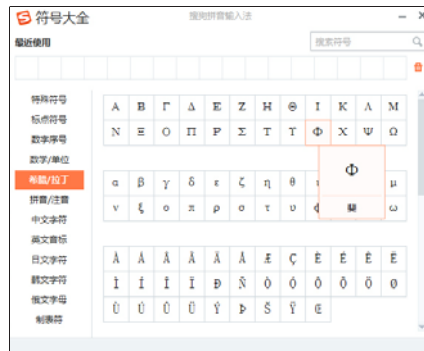 符号大全
搜狗拼音输入法
最近使用
搜索符号
特殊符号
标点符号
数字序号
数学/单位
希腊/拉丁
拼音/注音
中文字符
英文音标
日文字符
韩文字符
俄文字母
制表符
Α Β Γ Δ Ε Ζ Η Θ Ι Κ Λ Μ
Ν Ξ Ο Π Ρ Σ Τ Υ Φ Χ Ψ Ω
Φ
α β γ δ ε ζ η θ μ
ν ξ ο π ρ σ τ υ ω
À Á Â Ã Ä Å Æ Ç È É Ê Ë
Ì Í Î Ï Ð Ñ Ò Ó Ô Õ Ö Ø
Ù Ú Û Ü Ý Þ Š Ÿ Œ